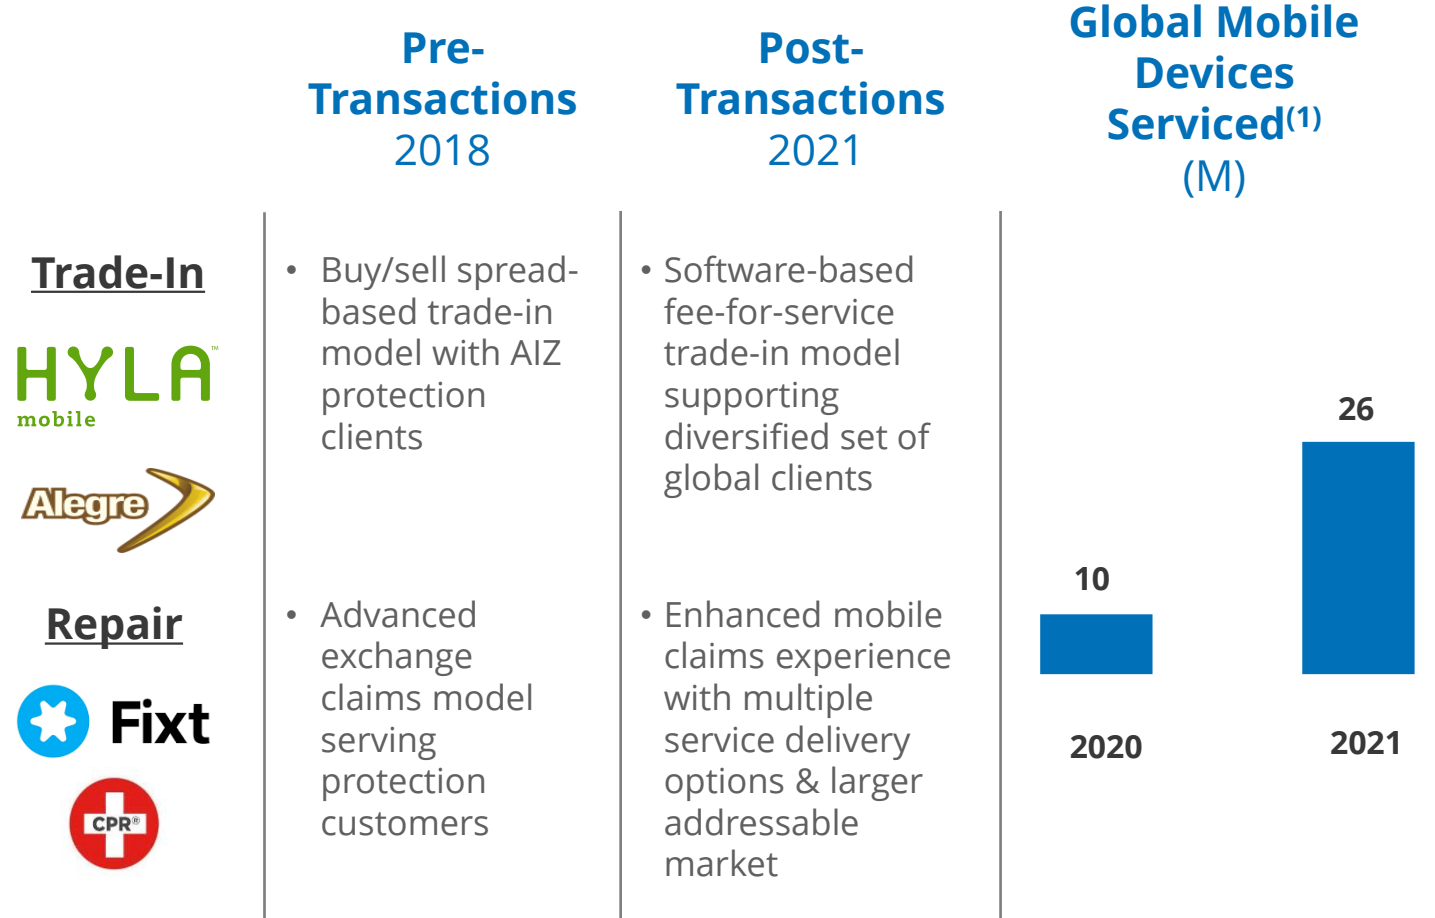 Pre-
Transactions
2018
Post-
Transactions
2021
Global Mobile
Devices
Serviced(1)
(M)
Trade-In
HYLA™
mobile
Alegre
• Buy/sell spread-
based trade-in
model with AIZ
protection
clients
• Software-based
fee-for-service
trade-in model
supporting
diversified set of
global clients
Repair
Fixt
CPR®
• Advanced
exchange
claims model
serving
protection
customers
• Enhanced mobile
claims experience
with multiple
service delivery
options & larger
addressable
market
10
26
2020
2021